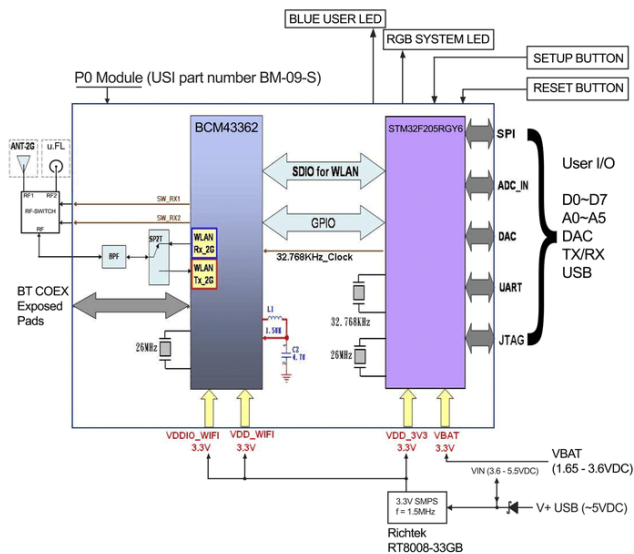 BLUE USER LED
RGB SYSTEM LED
SETUP BUTTON
RESET BUTTON
P0 Module (USI part number BM-09-S)
BCM43362
STM32F205RGY6
ANT-2G
u.FL
RF1
RF2
RF-SWITCH
RF
SW_RX1
SW_RX2
BPF
SP2T
WLAN
Rx_2G
WLAN
Tx_2G
SDIO for WLAN
GPIO
32.768KHz_Clock
SPI
ADC_IN
DAC
UART
JTAG
User I/O
D0~D7
A0~A5
DAC
TX/RX
USB
BT COEX
Exposed
Pads
26MHz
L1
1.5UH
C2
4.7U
32.768KHz
26MHz
VDDIO_WIFI
3.3V
VDD_WIFI
3.3V
VDD_3V3
3.3V
VBAT
3.3V
VBAT
(1.65 - 3.6VDC)
VIN (3.6 - 5.5VDC)
V+ USB (~5VDC)
3.3V SMPS
f = 1.5MHz
Richtek
RT8008-33GB